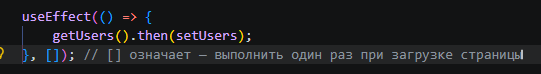 useEffect(() => {
    getUsers().then(setUsers);
}, []); // [] означает — выполнить один раз при загрузке страницы